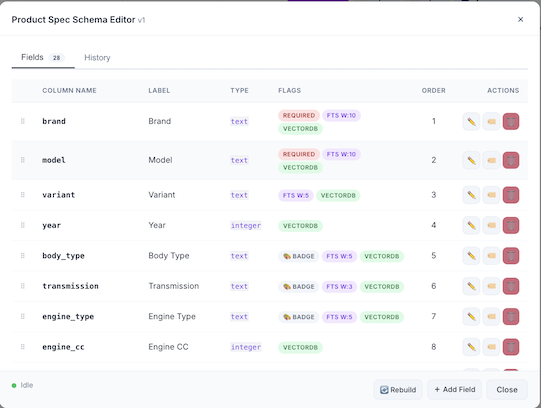 Product Spec Schema Editor v1
×
Fields 28 History
COLUMN NAME LABEL TYPE FLAGS ORDER ACTIONS
brand Brand text REQUIRED FTS W:10 VECTORDB 1
model Model text REQUIRED FTS W:10 VECTORDB 2
variant Variant text FTS W:5 VECTORDB 3
year Year integer VECTORDB 4
body_type Body Type text BADGE FTS W:5 VECTORDB 5
transmission Transmission text BADGE FTS W:3 VECTORDB 6
engine_type Engine Type text BADGE FTS W:5 VECTORDB 7
engine_cc Engine CC integer VECTORDB 8
Idle
Rebuild + Add Field Close